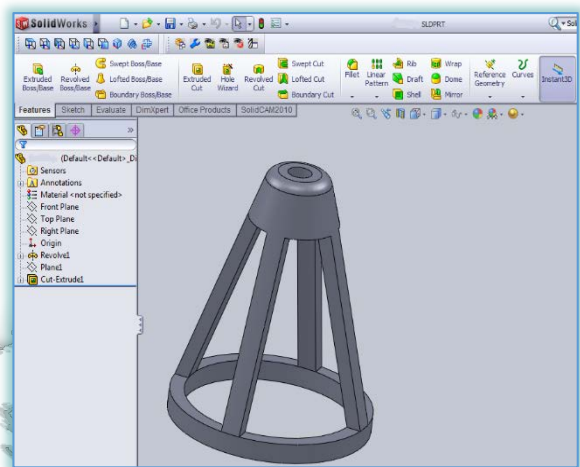 SolidWorks
SLDPRT
Sol
Extruded Boss/Base
Revolved Boss/Base
Swept Boss/Base
Lofted Boss/Base
Boundary Boss/Base
Extruded Cut
Hole Wizard
Revolved Cut
Swept Cut
Lofted Cut
Boundary Cut
Fillet
Linear Pattern
Rib
Draft
Shell
Wrap
Dome
Mirror
Reference Geometry
Curves
Instant3D
Features Sketch Evaluate DimXpert Office Products SolidCAM2010
(Default<<Default>_Di
Sensors
Annotations
Material <not specified>
Front Plane
Top Plane
Right Plane
Origin
Revolve1
Plane1
Cut-Extrude1